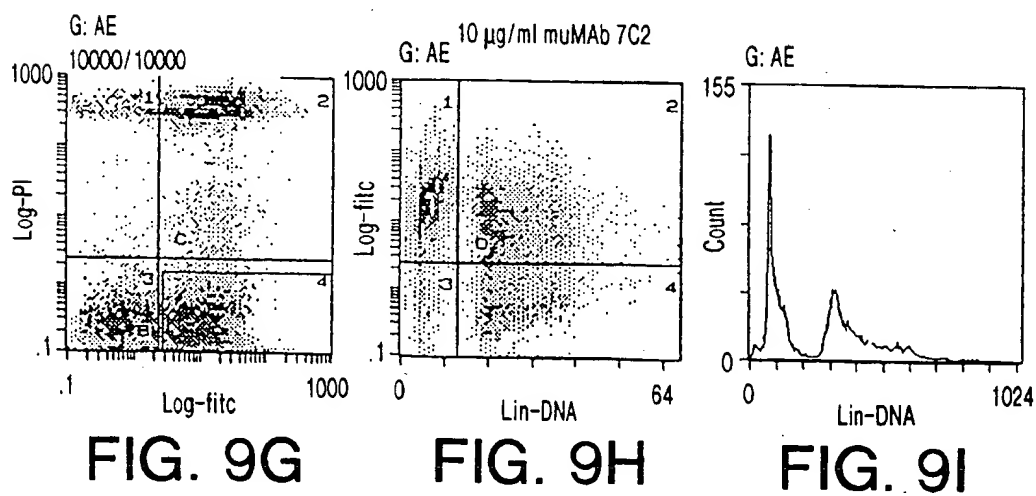 G: AE
10000/10000
1000
1
2
C
3
4
B
.1
.1
1000
Log-PI
Log-fitc
FIG. 9G
10 µg/ml muMAb 7C2
G: AE
1000
1
2
D
3
4
.1
0
64
Log-fitc
Lin-DNA
FIG. 9H
G: AE
155
0
0
1024
Count
Lin-DNA
FIG. 9I